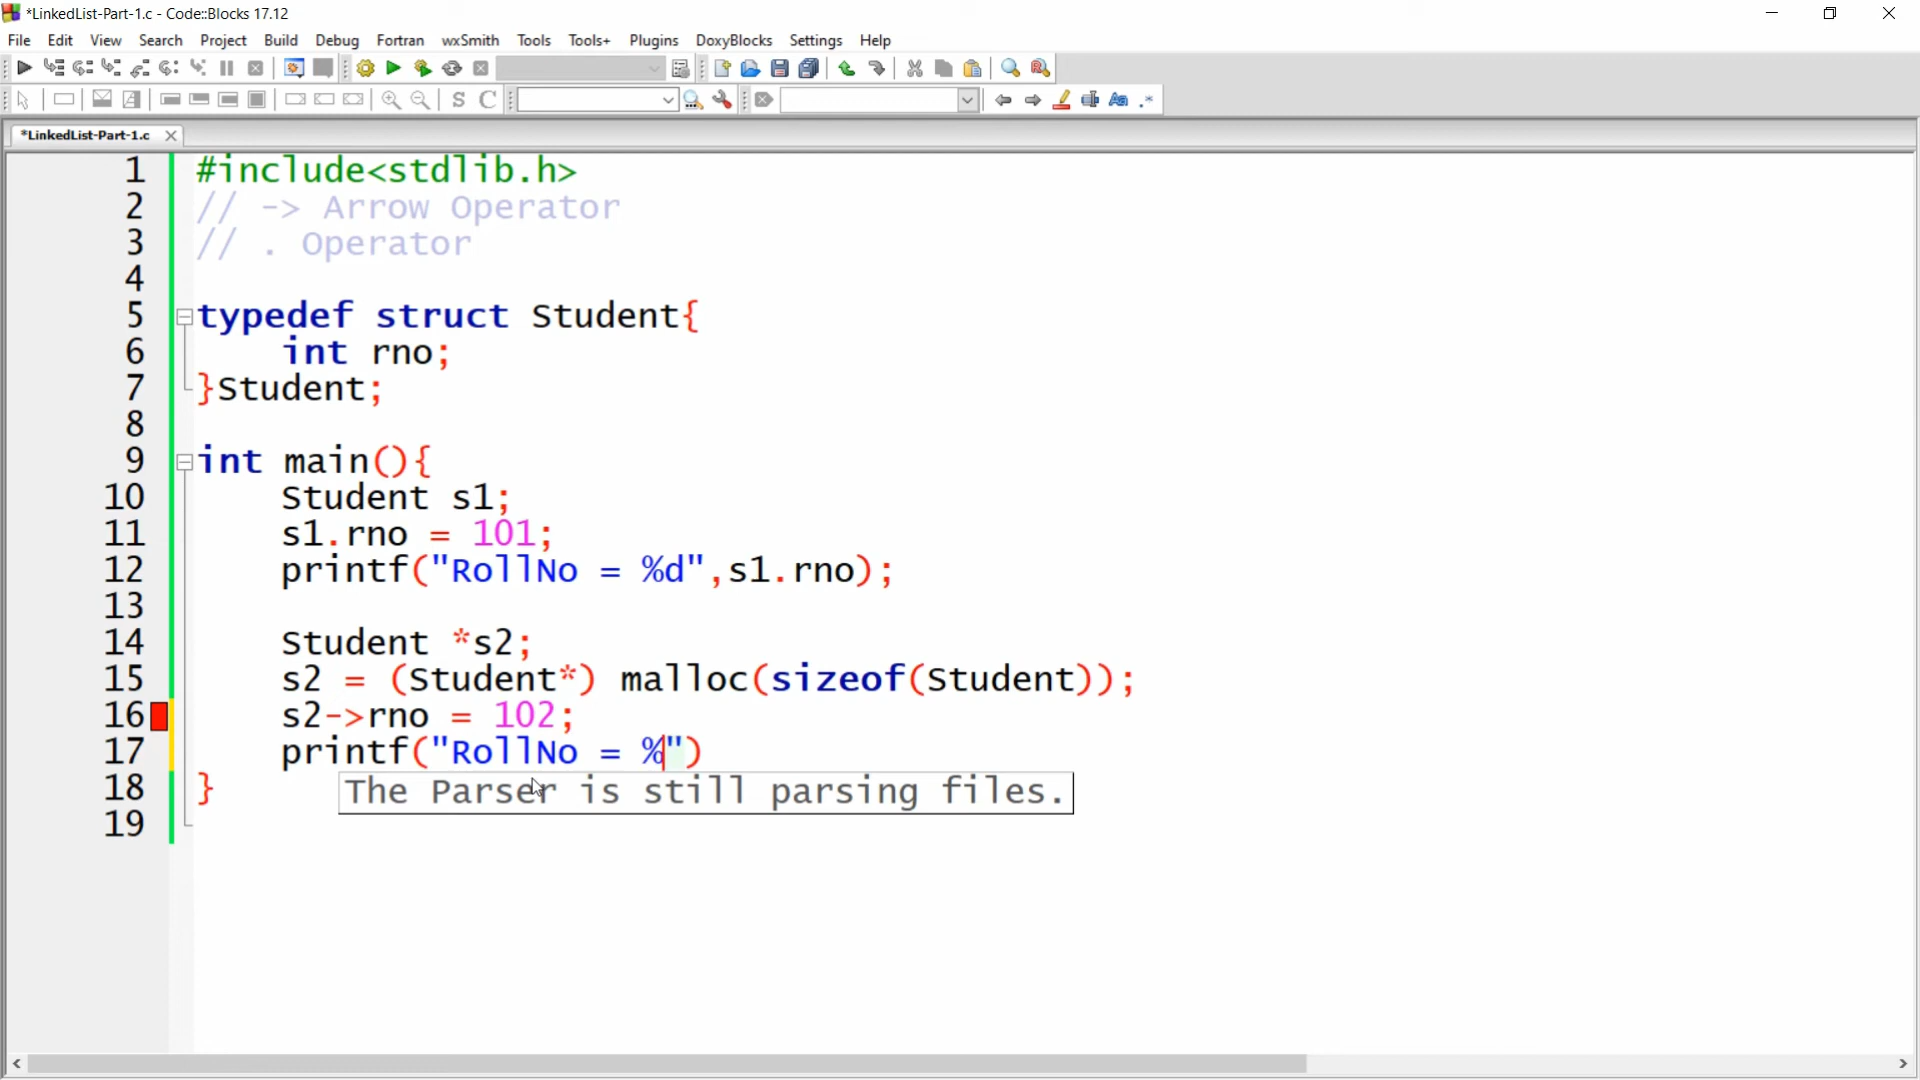 *LinkedList-Part-1.c - Code::Blocks 17.12
File Edit View Search Project Build Debug Fortran wxSmith Tools Tools+ Plugins DoxyBlocks Settings Help
S C Aa .*
*LinkedList-Part-1.c
1 #include<stdlib.h>
2 // -> Arrow Operator
3 // . Operator
4
5 typedef struct Student{
6 int rno;
7 }Student;
8
9 int main(){
10 Student s1;
11 s1.rno = 101;
12 printf("RollNo = %d",s1.rno);
13
14 Student *s2;
15 s2 = (Student*) malloc(sizeof(Student));
16 s2->rno = 102;
17 printf("RollNo = %")
18 }
The Parser is still parsing files.
19